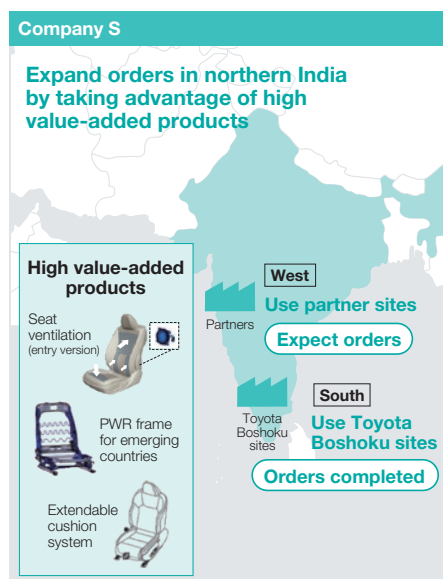 Company S
Expand orders in northern India
by taking advantage of high
value-added products
High value-added
products
Seat
ventilation
(entry version)
PWR frame
for emerging
countries
Extendable
cushion
system
West
Partners
Use partner sites
Expect orders
South
Toyota
Boshoku
sites
Use Toyota
Boshoku sites
Orders completed